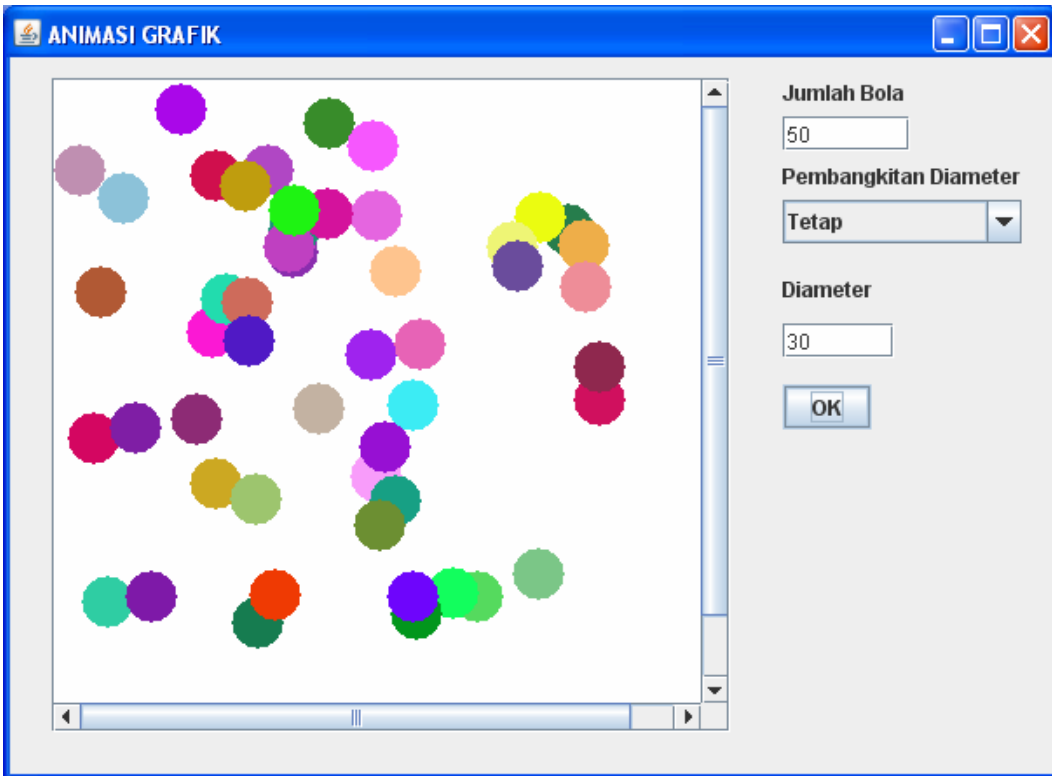 ANIMASI GRAFIK
Jumlah Bola
50
Pembangkitan Diameter
Tetap
Diameter
30
OK